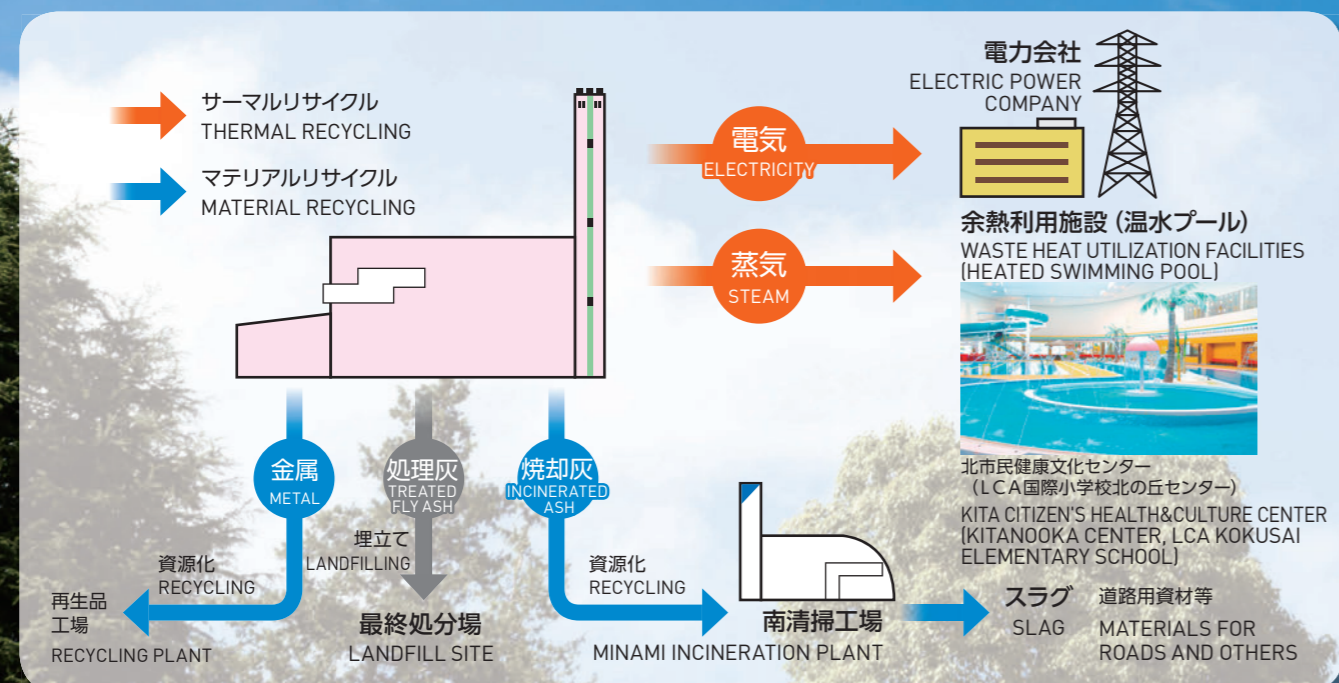 サーマルリサイクル
THERMAL RECYCLING
マテリアルリサイクル
MATERIAL RECYCLING
電気
ELECTRICITY
蒸気
STEAM
電力会社
ELECTRIC POWER
COMPANY
余熱利用施設(温水プール)
WASTE HEAT UTILIZATION FACILITIES
(HEATED SWIMMING POOL)
北市民健康文化センター
(LCA国際小学校北の丘センター)
KITA CITIZEN'S HEALTH&CULTURE CENTER
(KITANOOKA CENTER, LCA KOKUSAI
ELEMENTARY SCHOOL)
金属
METAL
資源化
RECYCLING
再生品
工場
RECYCLING PLANT
処理灰
TREATED
FLY ASH
埋立て
LANDFILLING
最終処分場
LANDFILL SITE
焼却灰
INCINERATED
ASH
資源化
RECYCLING
南清掃工場
MINAMI INCINERATION PLANT
スラグ
SLAG
道路用資材等
MATERIALS FOR
ROADS AND OTHERS